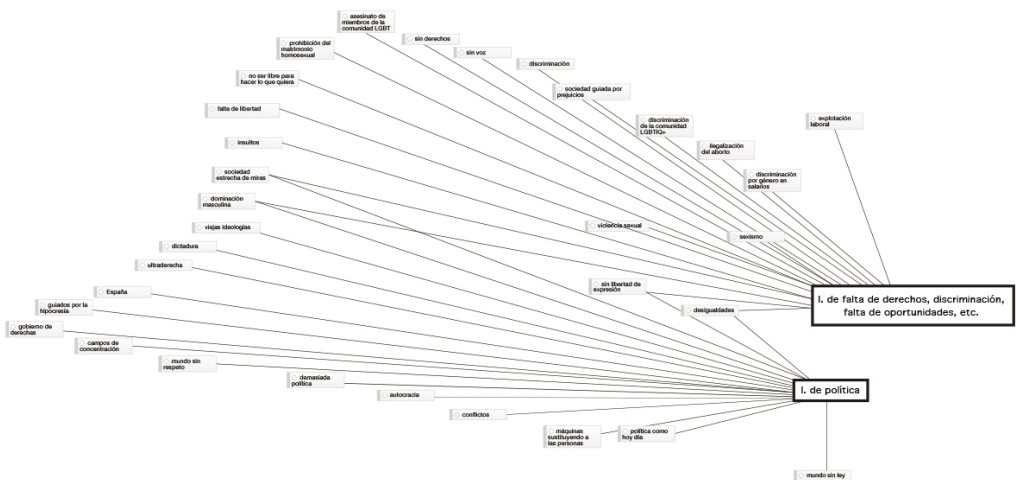 asesinato de
miembros de la
comunidad LGBT
sin derechos
prohibición del
matrimonio
homosexual
sin voz
discriminación
no ser libre para
hacer lo que quiera
sociedad guiada por
prejuicios
falta de libertad
discriminación
de la comunidad
LGBTIQ+
explotación
laboral
insultos
ilegalización
del aborto
sociedad
estrecha de miras
discriminación
por género en
salarios
dominación
masculina
viejas ideologías
violencia sexual
sexismo
dictadura
ultraderecha
sin libertad de
expresión
España
guiados por la
hipocresía
desigualdades
I. de falta de derechos, discriminación,
falta de oportunidades, etc.
gobierno de
derechas
campos de
concentración
mundo sin
respeto
demasiada
política
I. de política
autocracia
conflictos
máquinas
sustituyendo a
las personas
política como
hoy día
mundo sin ley